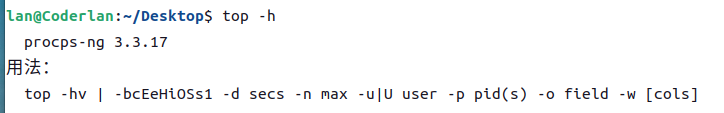 lan@Coderlan:~/Desktop$ top -h
procps-ng 3.3.17
用法：
top -hv | -bcEeHiOSs1 -d secs -n max -u|U user -p pid(s) -o field -w [cols]